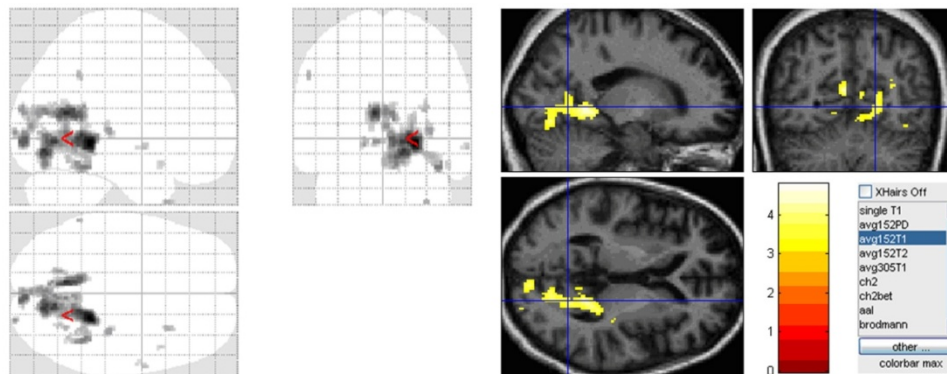 XHairs Off
single T1
avg152PD
avg152T1
avg152T2
avg305T1
ch2
ch2bet
aal
brodmann
other ...
colorbar max
4
3
2
1
0